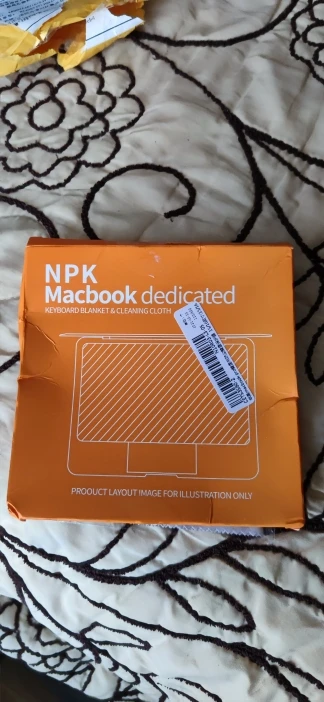 NPK
Macbook dedicated
KEYBOARD BLANKET & CLEANING CLOTH
PRODUCT LAYOUT IMAGE FOR ILLUSTRATION ONLY